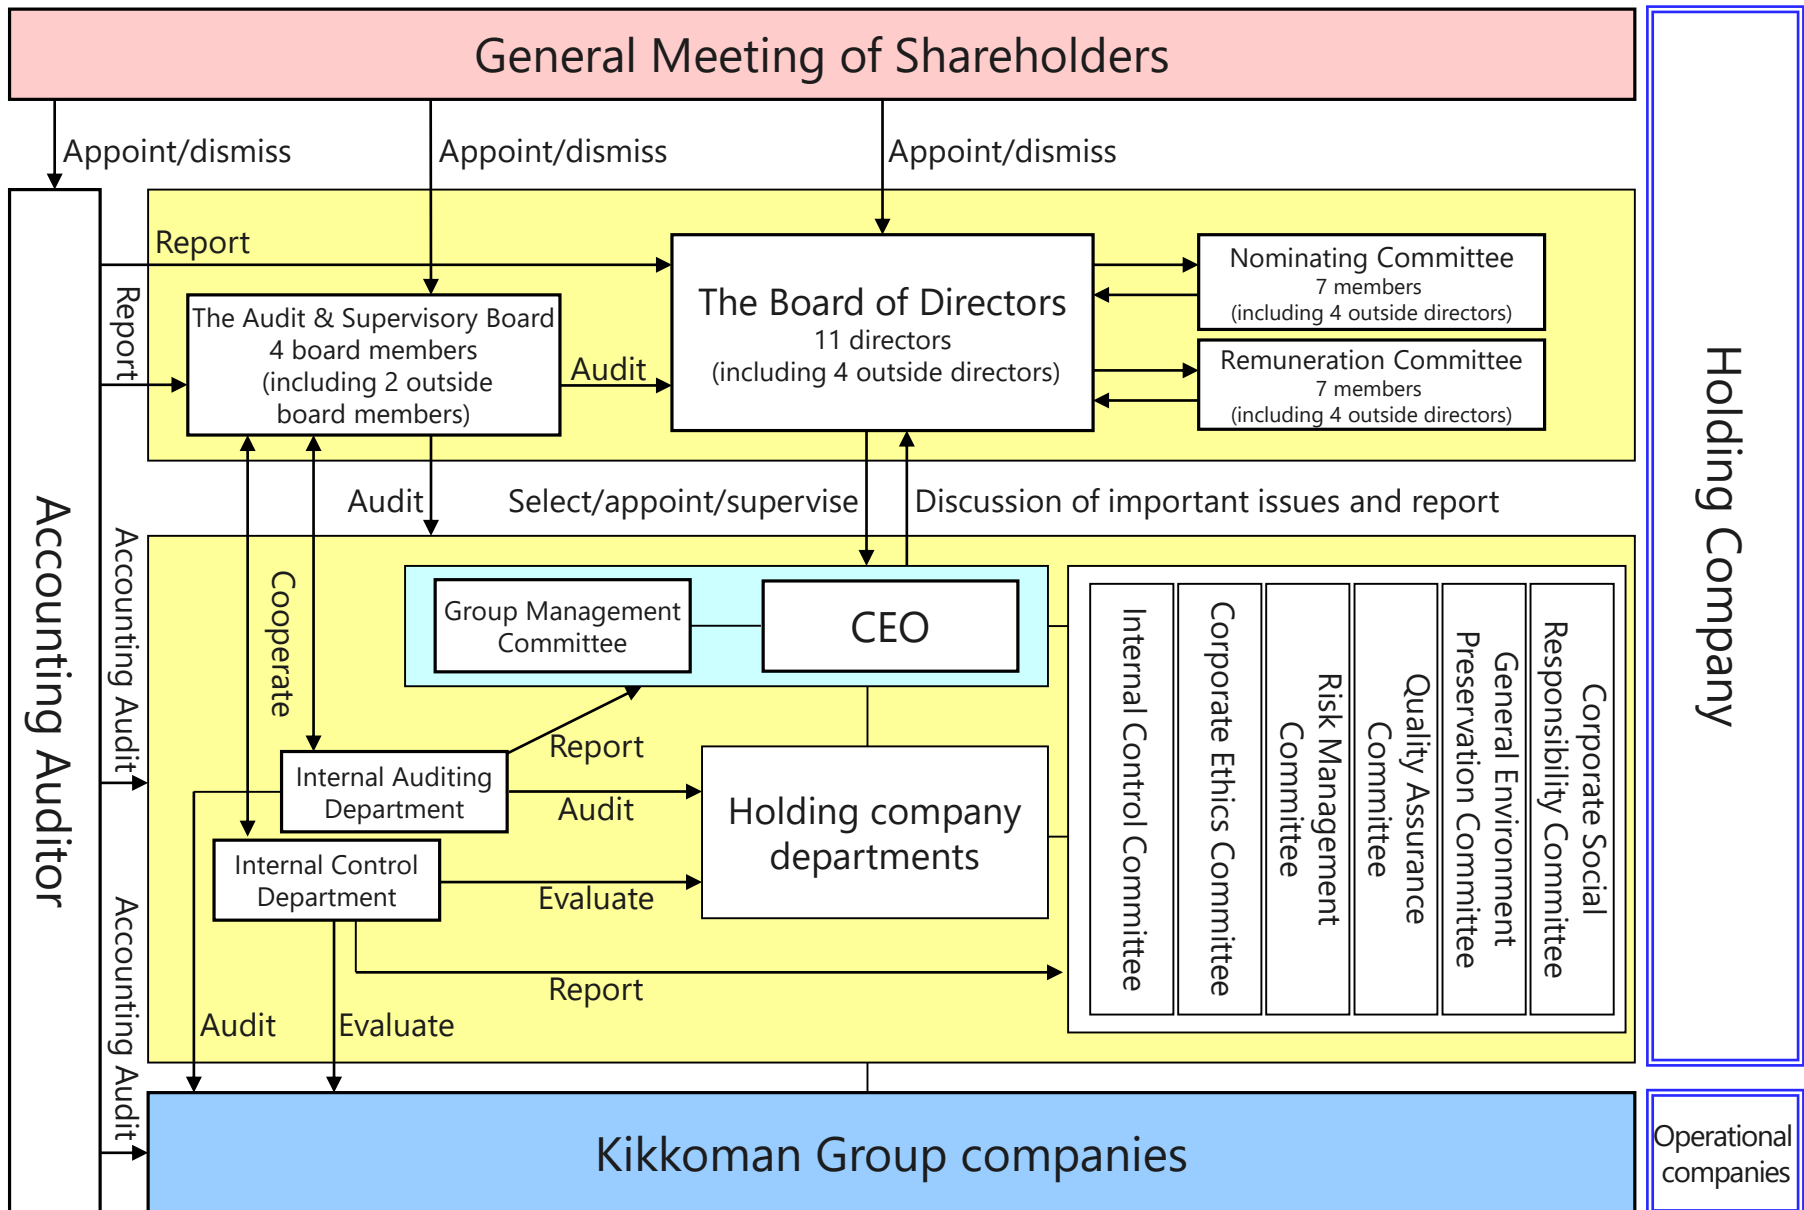 General Meeting of Shareholders
Appoint/dismiss
Appoint/dismiss
Appoint/dismiss
Holding Company
Accounting Auditor
Report
Report
The Audit & Supervisory Board
4 board members
(including 2 outside
board members)
Audit
The Board of Directors
11 directors
(including 4 outside directors)
Nominating Committee
7 members
(including 4 outside directors)
Remuneration Committee
7 members
(including 4 outside directors)
Audit
Select/appoint/supervise
Discussion of important issues and report
Accounting Audit
Cooperate
Group Management
Committee
CEO
Internal Control Committee
Corporate Ethics Committee
Risk Management
Committee
Quality Assurance
Committee
General Environment
Preservation Committee
Corporate Social
Responsibility Committee
Report
Internal Auditing
Department
Audit
Holding company
departments
Internal Control
Department
Evaluate
Report
Audit
Evaluate
Accounting Audit
Kikkoman Group companies
Operational
companies